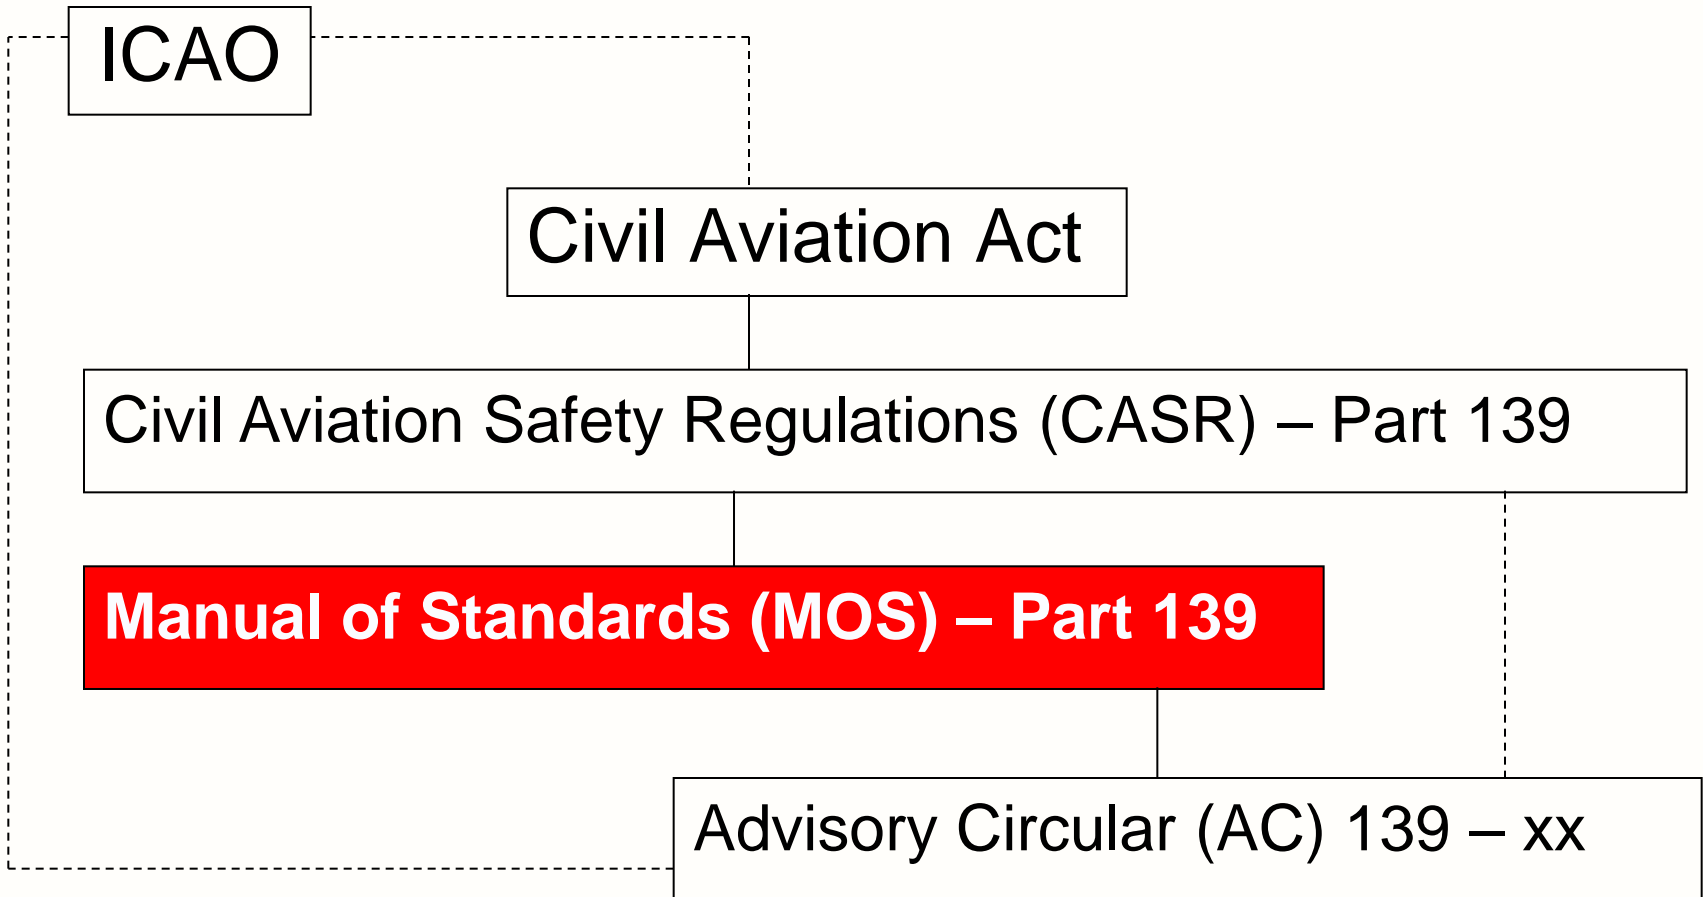 ICAO
Civil Aviation Act
Civil Aviation Safety Regulations (CASR) – Part 139
Manual of Standards (MOS) – Part 139
Advisory Circular (AC) 139 – xx